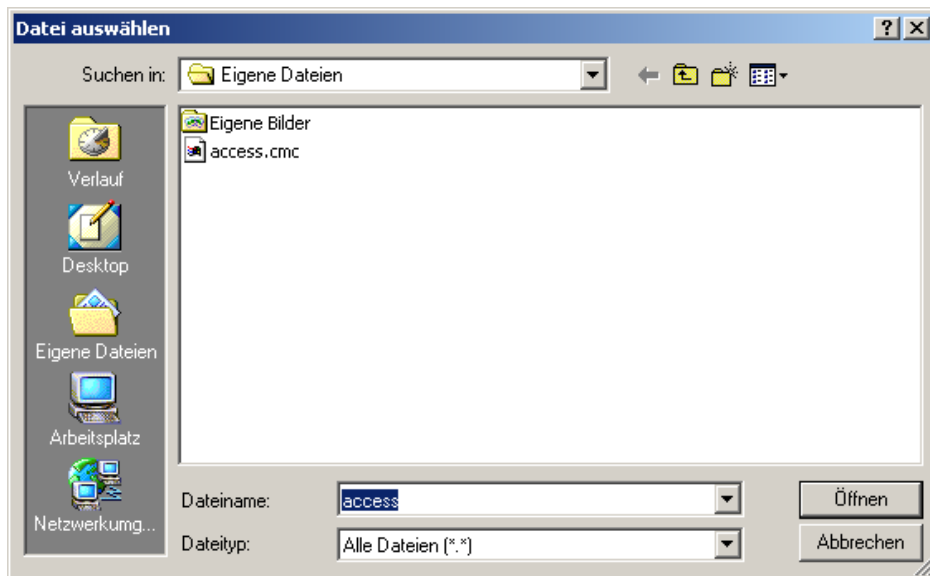 Datei auswählen
Suchen in: Eigene Dateien
Eigene Bilder
access.cmc
Verlauf
Desktop
Eigene Dateien
Arbeitsplatz
Netzwerkumg...
Dateiname: access Öffnen
Dateityp: Alle Dateien (*.*) Abbrechen